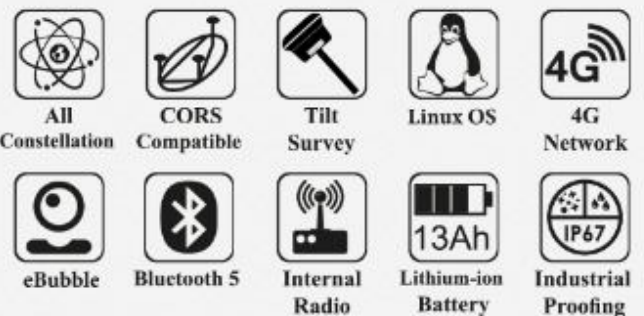 4G
All
Constellation
CORS
Compatible
Tilt
Survey
Linux OS
4G
Network
13Ah
IP67
eBubble
Bluetooth 5
Internal
Radio
Lithium-ion
Battery
Industrial
Proofing